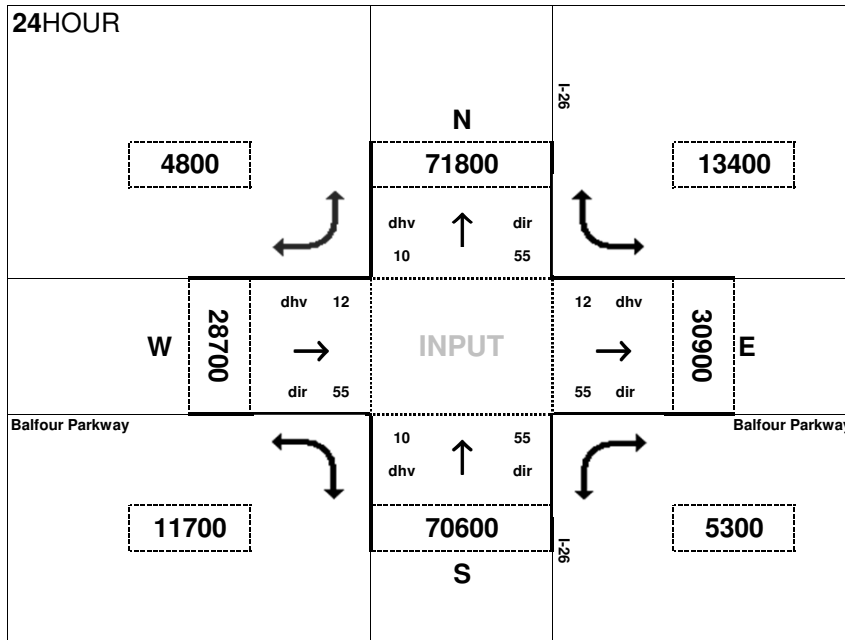 24HOUR
I-26
N
4800
71800
13400
dhv
dir
10
55
W
28700
dhv 12
dir 55
INPUT
12 dhv
55 dir
30900
E
Balfour Parkway
Balfour Parkway
10
55
dhv
dir
11700
70600
5300
I-26
S